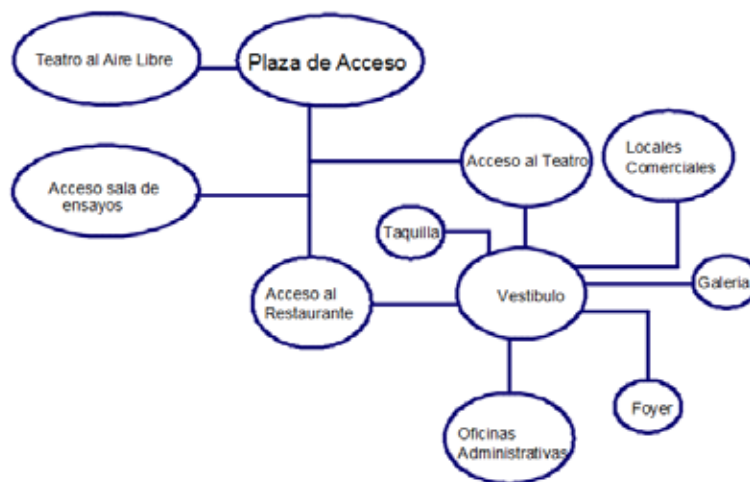 Teatro al Aire Libre
Plaza de Acceso
Acceso al Teatro
Locales
Comerciales
Acceso sala de
ensayos
Taquilla
Acceso al
Restaurante
Vestibulo
Galeria
Foyer
Oficinas
Administrativas